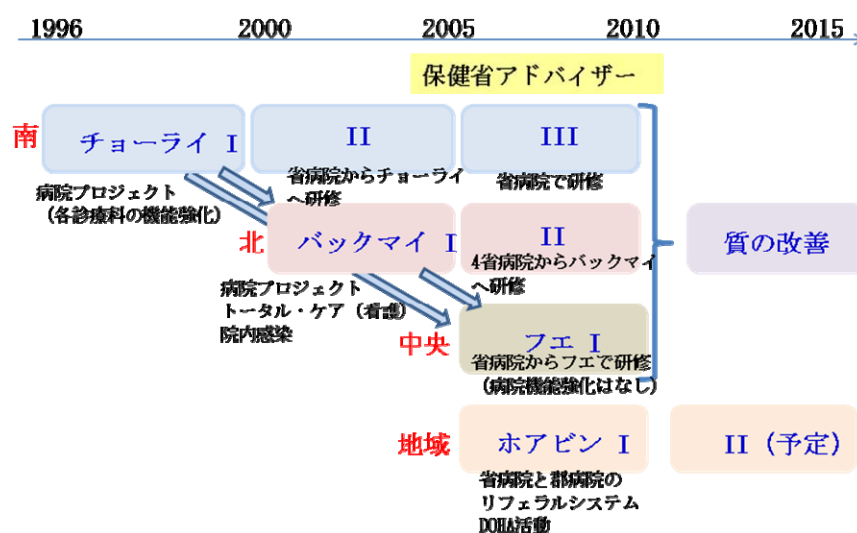 1996 2000 2005 2010 2015
保健省アドバイザー
南
チョーライ I
II
III
病院プロジェクト
(各診療科の機能強化)
省病院からチョーライ
へ研修
省病院で研修
北
バックマイ I
II
質の改善
病院プロジェクト
トータル・ケア(看護)
院内感染
4省病院からバックマイ
へ研修
中央
フエ I
省病院からフエで研修
(病院機能強化はなし)
地域
ホアビン I
II(予定)
省病院と郡病院の
リフェラルシステム
DOHA活動